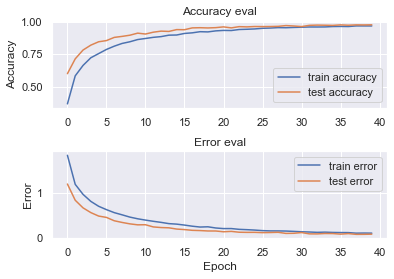 Accuracy eval
1.00
0.75
0.50
Accuracy
train accuracy
test accuracy
0 5 10 15 20 25 30 35 40
Error eval
1
0
Error
train error
test error
0 5 10 15 20 25 30 35 40
Epoch